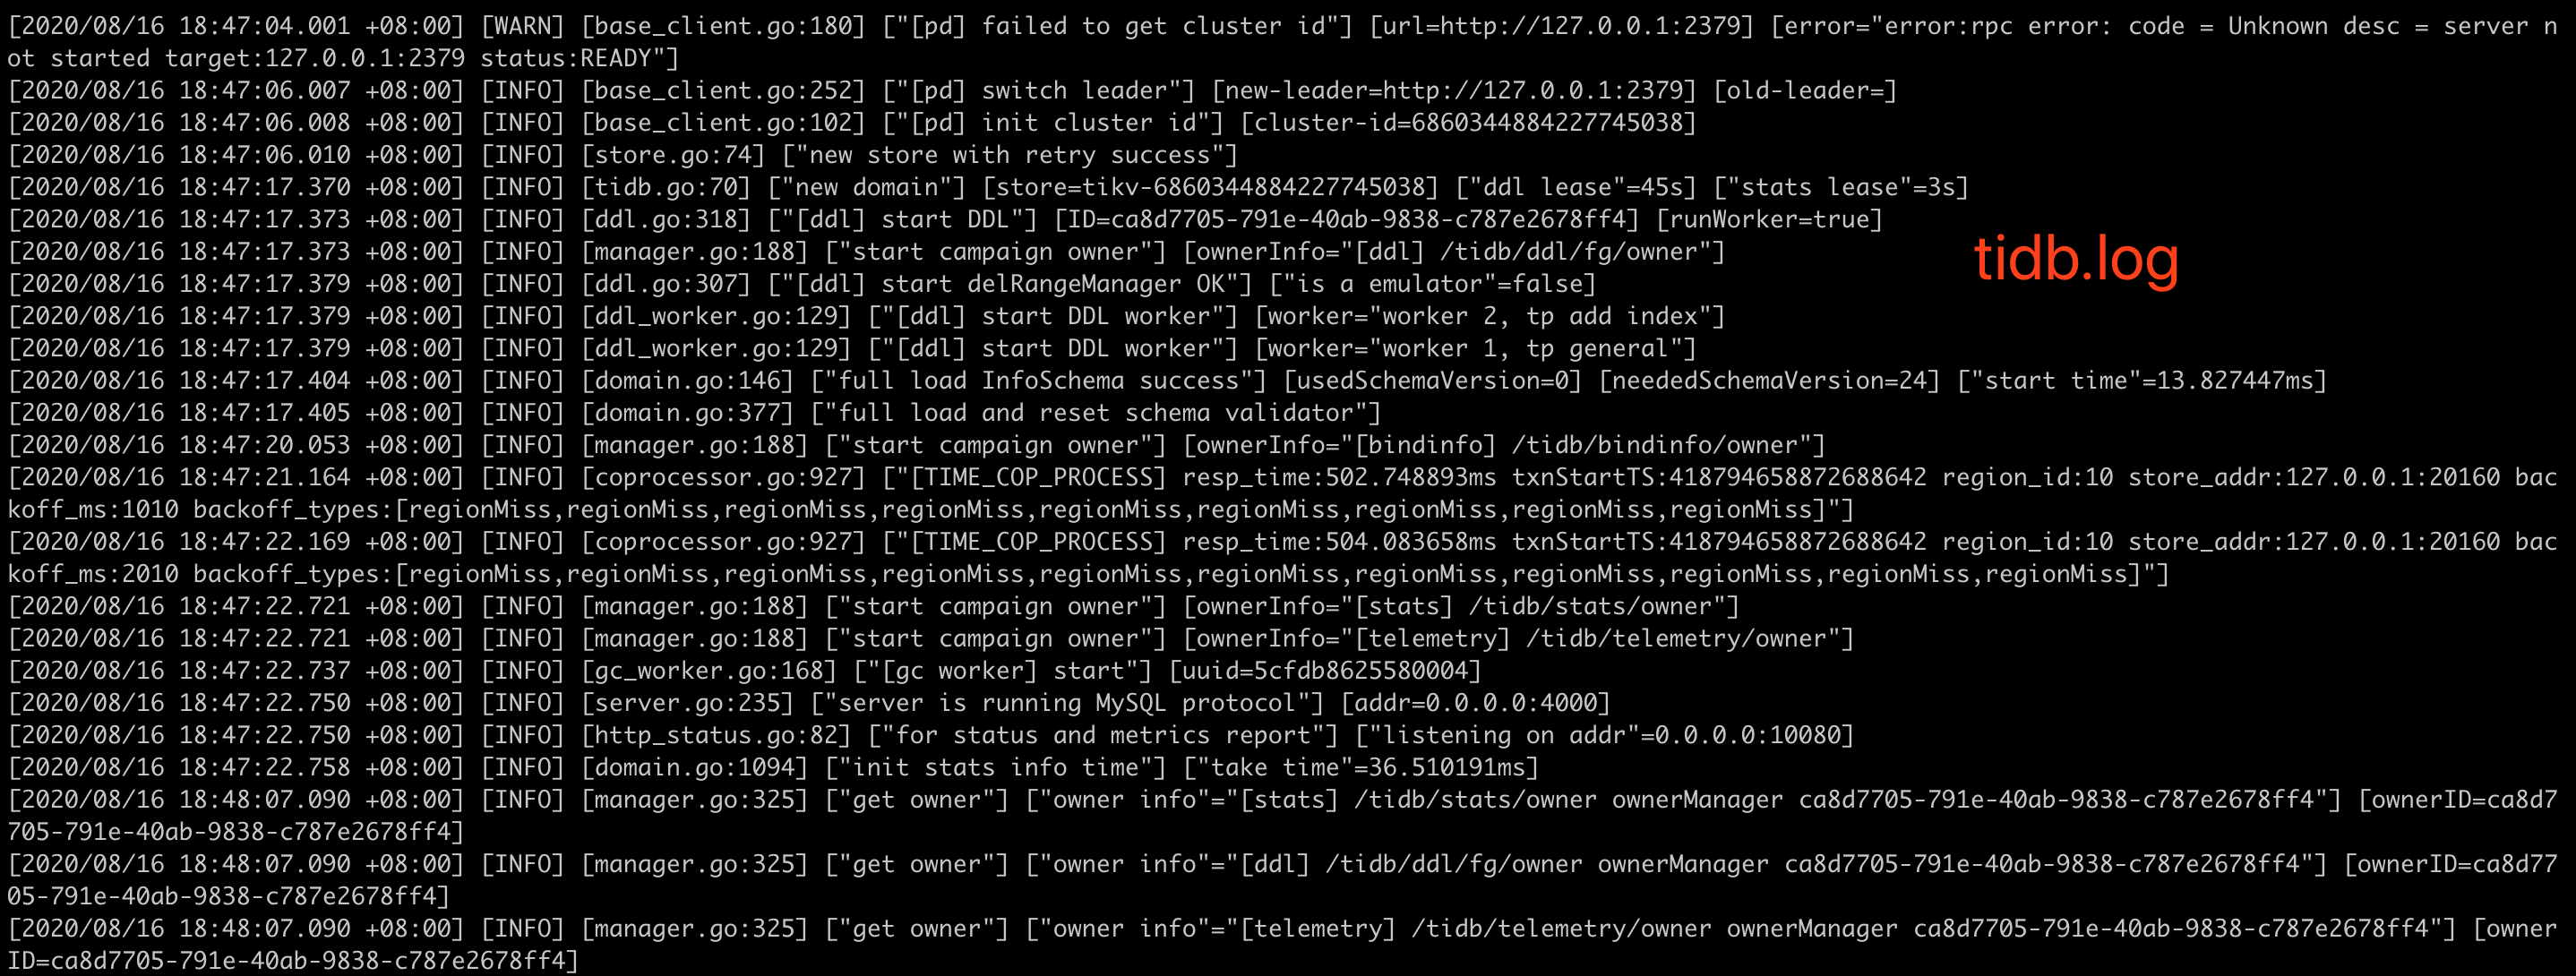 [2020/08/16 18:47:04.001 +08:00] [WARN] [base_client.go:180] ["[pd] failed to get cluster id"] [url=http://127.0.0.1:2379] [error="error:rpc error: code = Unknown desc = server n
ot started target:127.0.0.1:2379 status:READY"]
[2020/08/16 18:47:06.007 +08:00] [INFO] [base_client.go:252] ["[pd] switch leader"] [new-leader=http://127.0.0.1:2379] [old-leader=]
[2020/08/16 18:47:06.008 +08:00] [INFO] [base_client.go:102] ["[pd] init cluster id"] [cluster-id=6860344884227745038]
[2020/08/16 18:47:06.010 +08:00] [INFO] [store.go:74] ["new store with retry success"]
[2020/08/16 18:47:17.370 +08:00] [INFO] [tidb.go:70] ["new domain"] [store=tikv-6860344884227745038] ["ddl lease"=45s] ["stats lease"=3s]
[2020/08/16 18:47:17.373 +08:00] [INFO] [ddl.go:318] ["[ddl] start DDL"] [ID=ca8d7705-791e-40ab-9838-c787e2678ff4] [runWorker=true]
[2020/08/16 18:47:17.373 +08:00] [INFO] [manager.go:188] ["start campaign owner"] [ownerInfo="[ddl] /tidb/ddl/fg/owner"]
tidb.log
[2020/08/16 18:47:17.379 +08:00] [INFO] [ddl.go:307] ["[ddl] start delRangeManager OK"] ["is a emulator"=false]
[2020/08/16 18:47:17.379 +08:00] [INFO] [ddl_worker.go:129] ["[ddl] start DDL worker"] [worker="worker 2, tp add index"]
[2020/08/16 18:47:17.379 +08:00] [INFO] [ddl_worker.go:129] ["[ddl] start DDL worker"] [worker="worker 1, tp general"]
[2020/08/16 18:47:17.404 +08:00] [INFO] [domain.go:146] ["full load InfoSchema success"] [usedSchemaVersion=0] [neededSchemaVersion=24] ["start time"=13.827447ms]
[2020/08/16 18:47:17.405 +08:00] [INFO] [domain.go:377] ["full load and reset schema validator"]
[2020/08/16 18:47:20.053 +08:00] [INFO] [manager.go:188] ["start campaign owner"] [ownerInfo="[bindinfo] /tidb/bindinfo/owner"]
[2020/08/16 18:47:21.164 +08:00] [INFO] [coprocessor.go:927] ["[TIME_COP_PROCESS] resp_time:502.748893ms txnStartTS:418794658872688642 region_id:10 store_addr:127.0.0.1:20160 bac
koff_ms:1010 backoff_types:[regionMiss,regionMiss,regionMiss,regionMiss,regionMiss,regionMiss,regionMiss,regionMiss,regionMiss]"]
[2020/08/16 18:47:22.169 +08:00] [INFO] [coprocessor.go:927] ["[TIME_COP_PROCESS] resp_time:504.083658ms txnStartTS:418794658872688642 region_id:10 store_addr:127.0.0.1:20160 bac
koff_ms:2010 backoff_types:[regionMiss,regionMiss,regionMiss,regionMiss,regionMiss,regionMiss,regionMiss,regionMiss,regionMiss,regionMiss,regionMiss]"]
[2020/08/16 18:47:22.721 +08:00] [INFO] [manager.go:188] ["start campaign owner"] [ownerInfo="[stats] /tidb/stats/owner"]
[2020/08/16 18:47:22.721 +08:00] [INFO] [manager.go:188] ["start campaign owner"] [ownerInfo="[telemetry] /tidb/telemetry/owner"]
[2020/08/16 18:47:22.737 +08:00] [INFO] [gc_worker.go:168] ["[gc worker] start"] [uuid=5cfdb8625580004]
[2020/08/16 18:47:22.750 +08:00] [INFO] [server.go:235] ["server is running MySQL protocol"] [addr=0.0.0.0:4000]
[2020/08/16 18:47:22.750 +08:00] [INFO] [http_status.go:82] ["for status and metrics report"] ["listening on addr"=0.0.0.0:10080]
[2020/08/16 18:47:22.758 +08:00] [INFO] [domain.go:1094] ["init stats info time"] ["take time"=36.510191ms]
[2020/08/16 18:48:07.090 +08:00] [INFO] [manager.go:325] ["get owner"] ["owner info"="[stats] /tidb/stats/owner ownerManager ca8d7705-791e-40ab-9838-c787e2678ff4"] [ownerID=ca8d7
705-791e-40ab-9838-c787e2678ff4]
[2020/08/16 18:48:07.090 +08:00] [INFO] [manager.go:325] ["get owner"] ["owner info"="[ddl] /tidb/ddl/fg/owner ownerManager ca8d7705-791e-40ab-9838-c787e2678ff4"] [ownerID=ca8d77
05-791e-40ab-9838-c787e2678ff4]
[2020/08/16 18:48:07.090 +08:00] [INFO] [manager.go:325] ["get owner"] ["owner info"="[telemetry] /tidb/telemetry/owner ownerManager ca8d7705-791e-40ab-9838-c787e2678ff4"] [owner
ID=ca8d7705-791e-40ab-9838-c787e2678ff4]